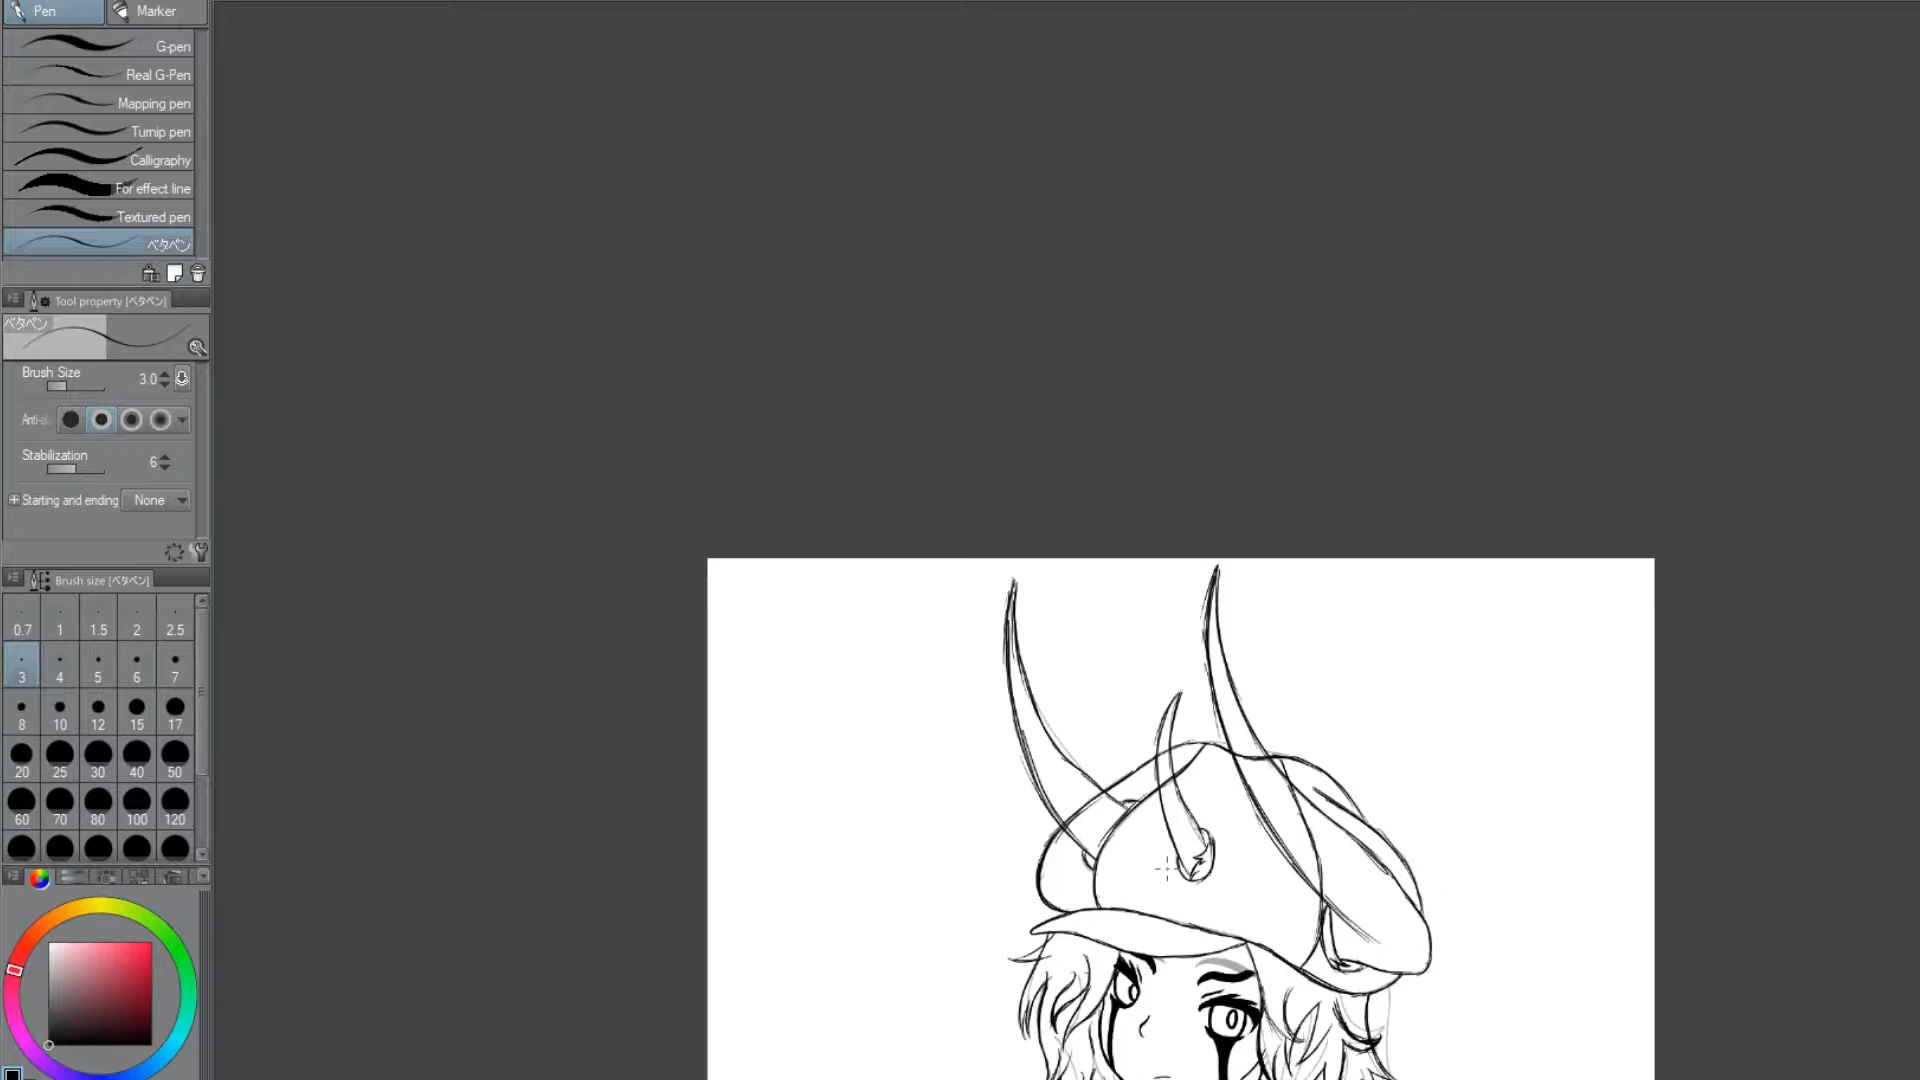 Pen Marker
G-pen
Real G-Pen
Mapping pen
Turnip pen
Calligraphy
For effect line
Textured pen
ベタペン
Tool property [ベタペン]
ベタペン
Brush Size 3.0
Anti-al
Stabilization 6
Starting and ending None
Brush size [ベタペン]
0.7 1 1.5 2 2.5
3 4 5 6 7
8 10 12 15 17
20 25 30 40 50
60 70 80 100 120